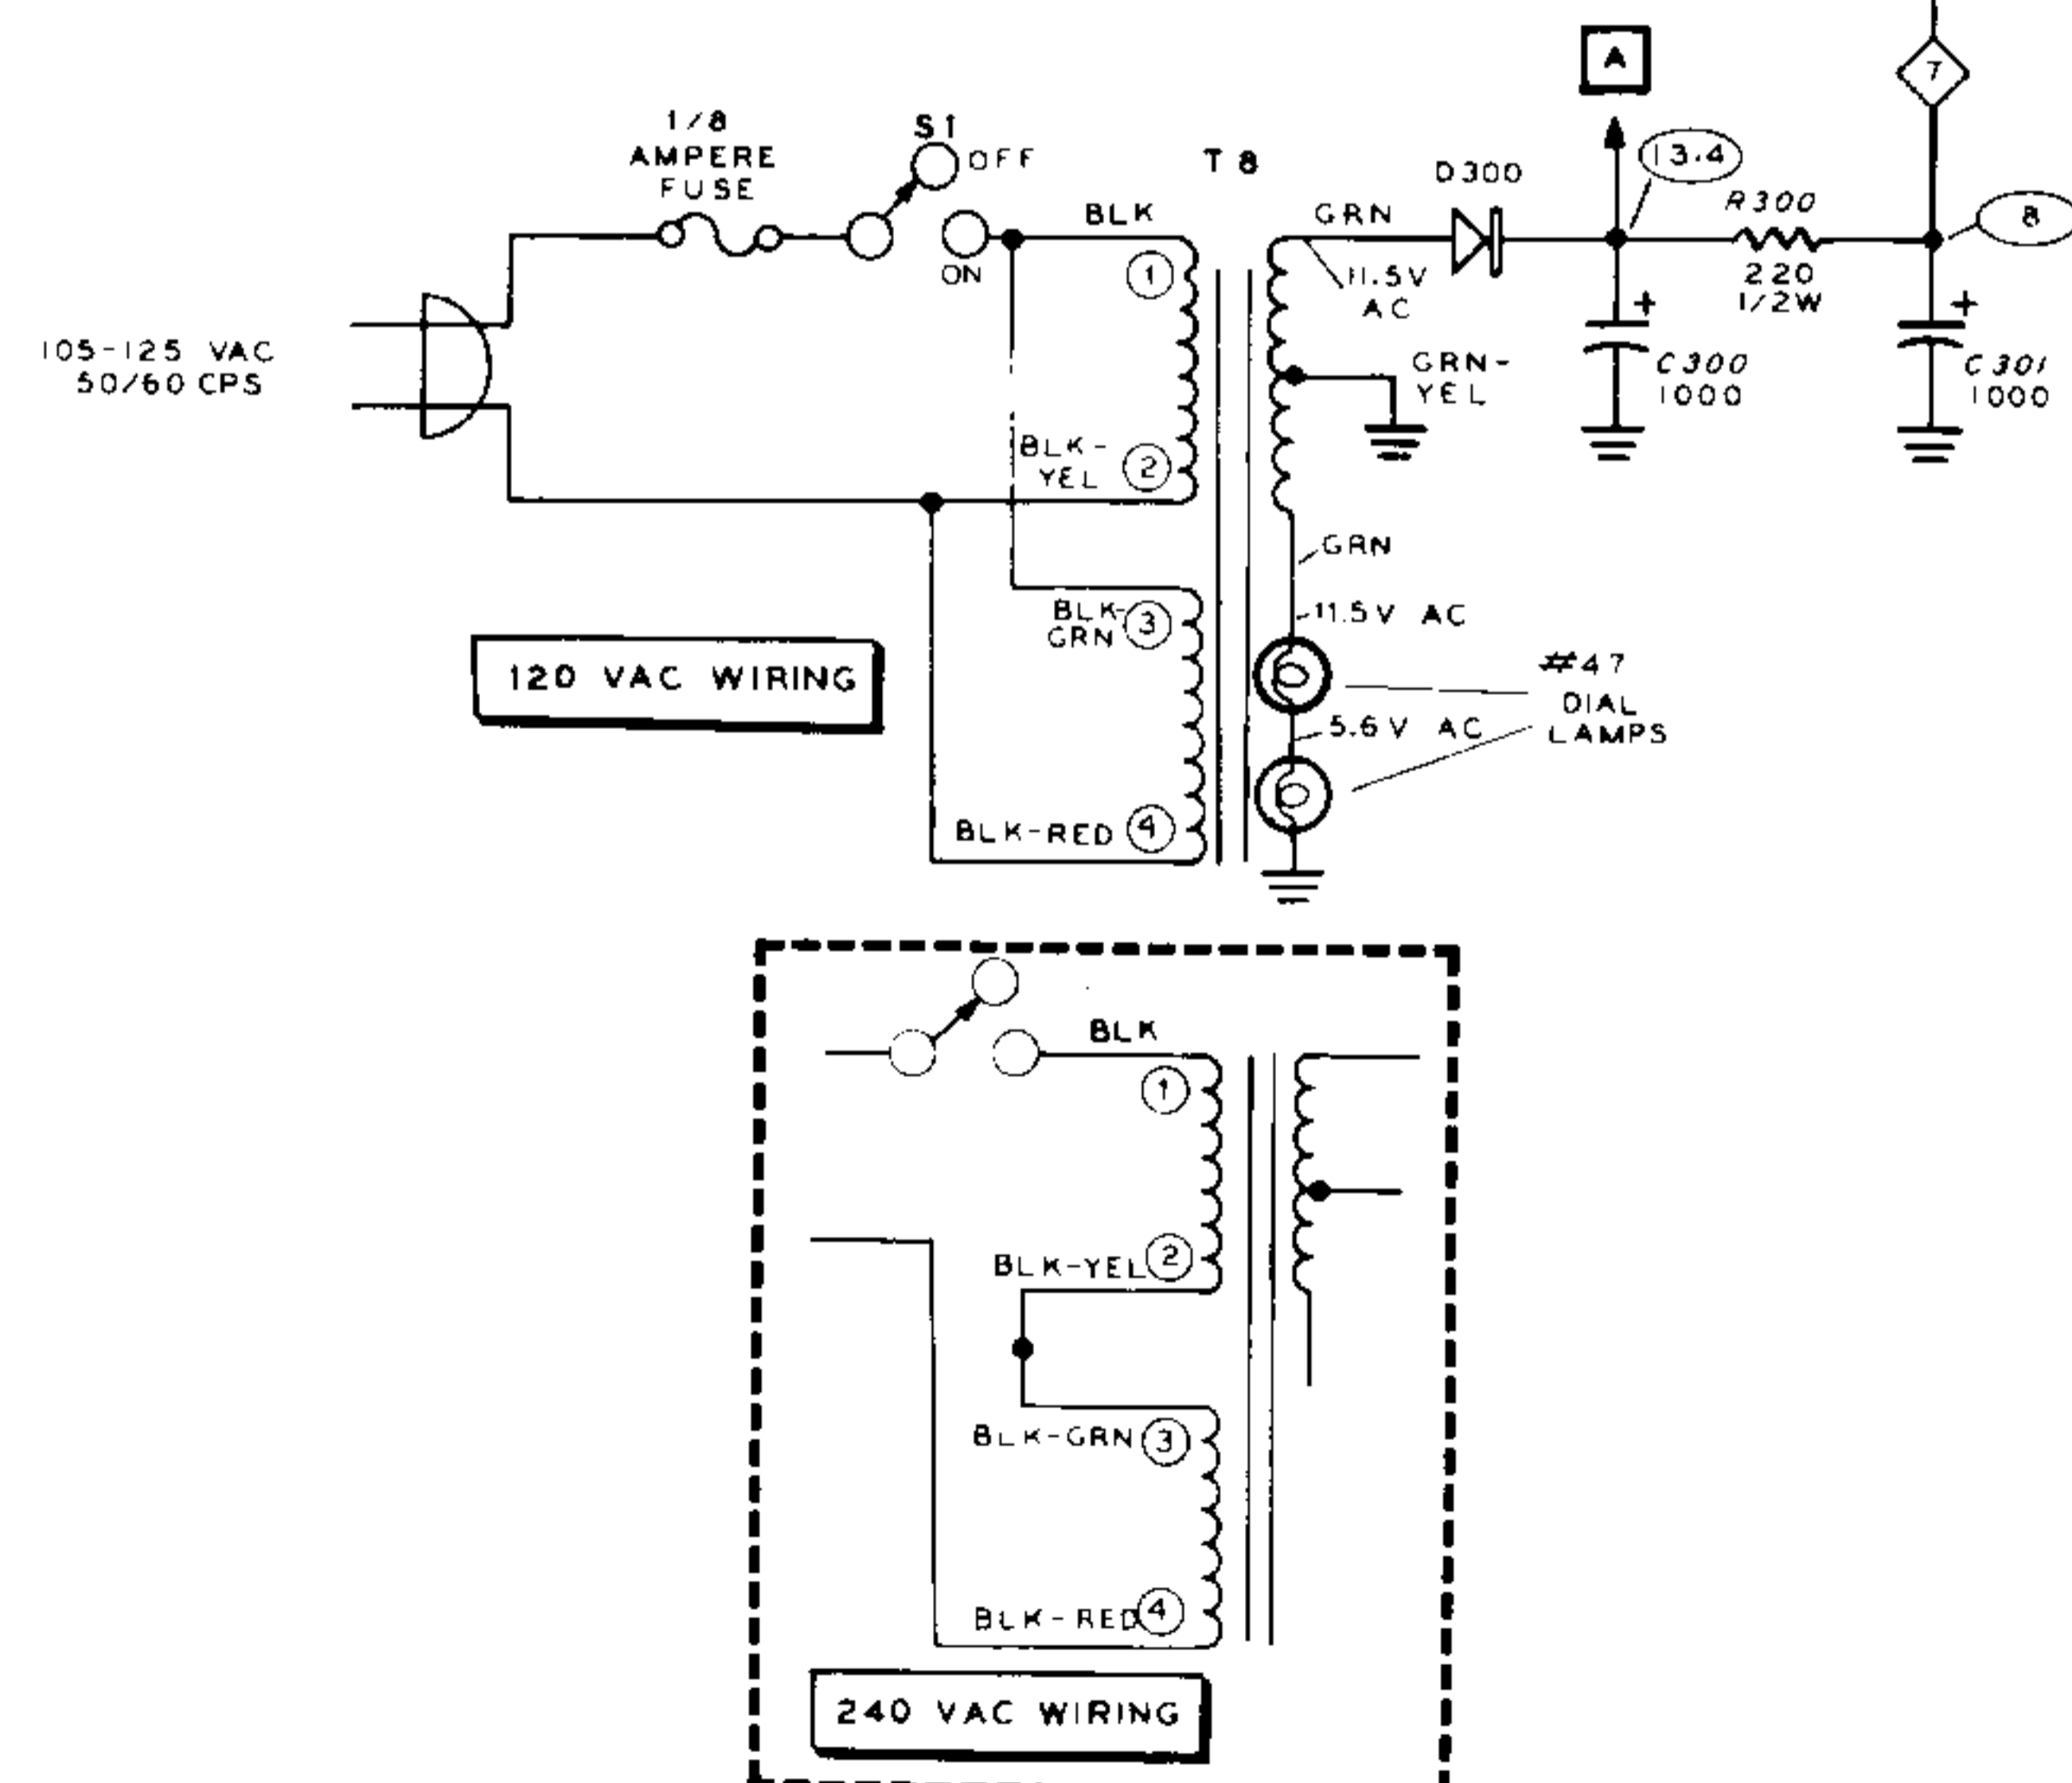 A
7
1/8
AMPERE
FUSE
S1
OFF
ON
T8
BLK
1
GRN
11.5V
AC
D300
13.4
R300
220
1/2W
8
105-125 VAC
50/60 CPS
GRN-
YEL
C300
1000
+
C301
1000
+
BLK-
YEL
2
GRN
11.5V AC
BLK-
GRN
3
120 VAC WIRING
#47
DIAL
LAMPS
5.6V AC
BLK-RED
4
BLK
1
BLK-YEL
2
BLK-GRN
3
BLK-RED
4
240 VAC WIRING